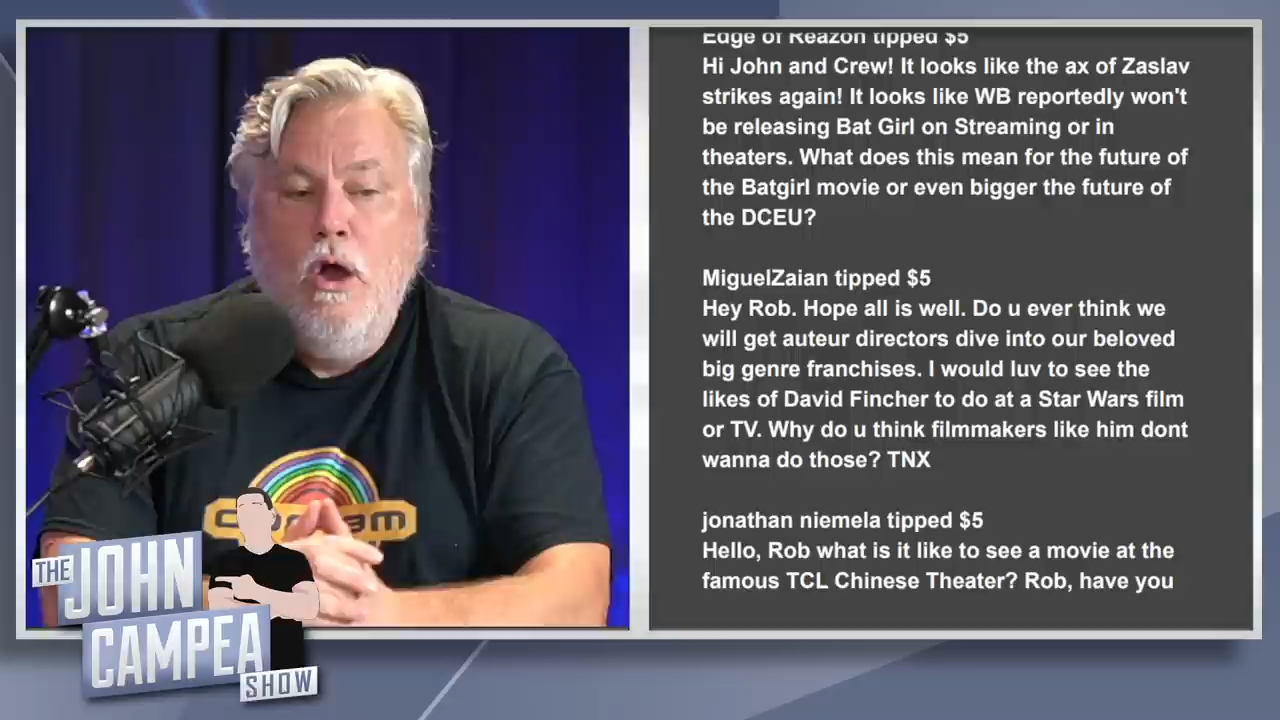 Edge of Reazon tipped $5
Hi John and Crew! It looks like the ax of Zaslav
strikes again! It looks like WB reportedly won't
be releasing Bat Girl on Streaming or in
theaters. What does this mean for the future of
the Batgirl movie or even bigger the future of
the DCEU?
MiguelZaian tipped $5
Hey Rob. Hope all is well. Do u ever think we
will get auteur directors dive into our beloved
big genre franchises. I would luv to see the
likes of David Fincher to do at a Star Wars film
or TV. Why do u think filmmakers like him dont
wanna do those? TNX
jonathan niemela tipped $5
Hello, Rob what is it like to see a movie at the
famous TCL Chinese Theater? Rob, have you
THE
JOHN
CAMPEA
SHOW